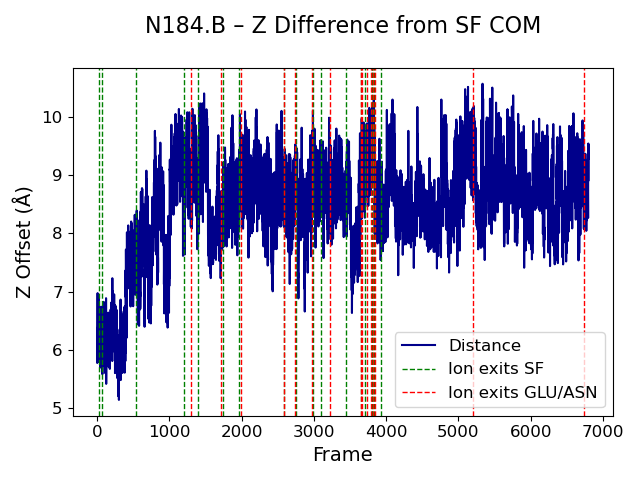 N184.B – Z Difference from SF COM
Z Offset (Å)
10
9
8
7
6
5
Distance
Ion exits SF
Ion exits GLU/ASN
0 1000 2000 3000 4000 5000 6000 7000
Frame